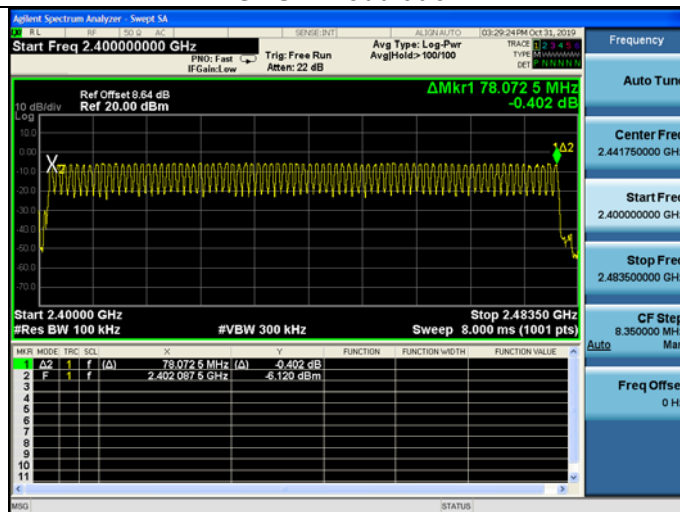 Agilent Spectrum Analyzer - Swept SA
RL RF 50 Ω AC SENSE:INT ALIGN AUTO 03:29:24 PM Oct 31, 2019
Start Freq 2.400000000 GHz
PNO: Fast
IFGain:Low
Trig: Free Run
Atten: 22 dB
Avg Type: Log-Pwr
Avg|Hold:> 100/100
TRACE 1 2 3 4 5 6
TYPE M
DET P N N N N N
Ref Offset 8.64 dB
Ref 20.00 dBm
10 dB/div
Log
ΔMkr1 78.072 5 MHz
-0.402 dB
10.0
0.00
-10.0
-20.0
-30.0
-40.0
-50.0
-60.0
-70.0
1Δ2
Start 2.40000 GHz
Stop 2.48350 GHz
#Res BW 100 kHz
#VBW 300 kHz
Sweep 8.000 ms (1001 pts)
MKR MODE TRC SCL X Y FUNCTION FUNCTION WIDTH FUNCTION VALUE
1 Δ2 1 f (Δ) 78.072 5 MHz (Δ) -0.402 dB
2 F 1 f 2.402 087 5 GHz -6.120 dBm
3
4
5
6
7
8
9
10
11
MSG
STATUS
Frequency
Auto Tune
Center Freq
2.441750000 GH
Start Freq
2.400000000 GH
Stop Freq
2.483500000 GH
CF Step
8.350000 MH
Auto Man
Freq Offset
0 H